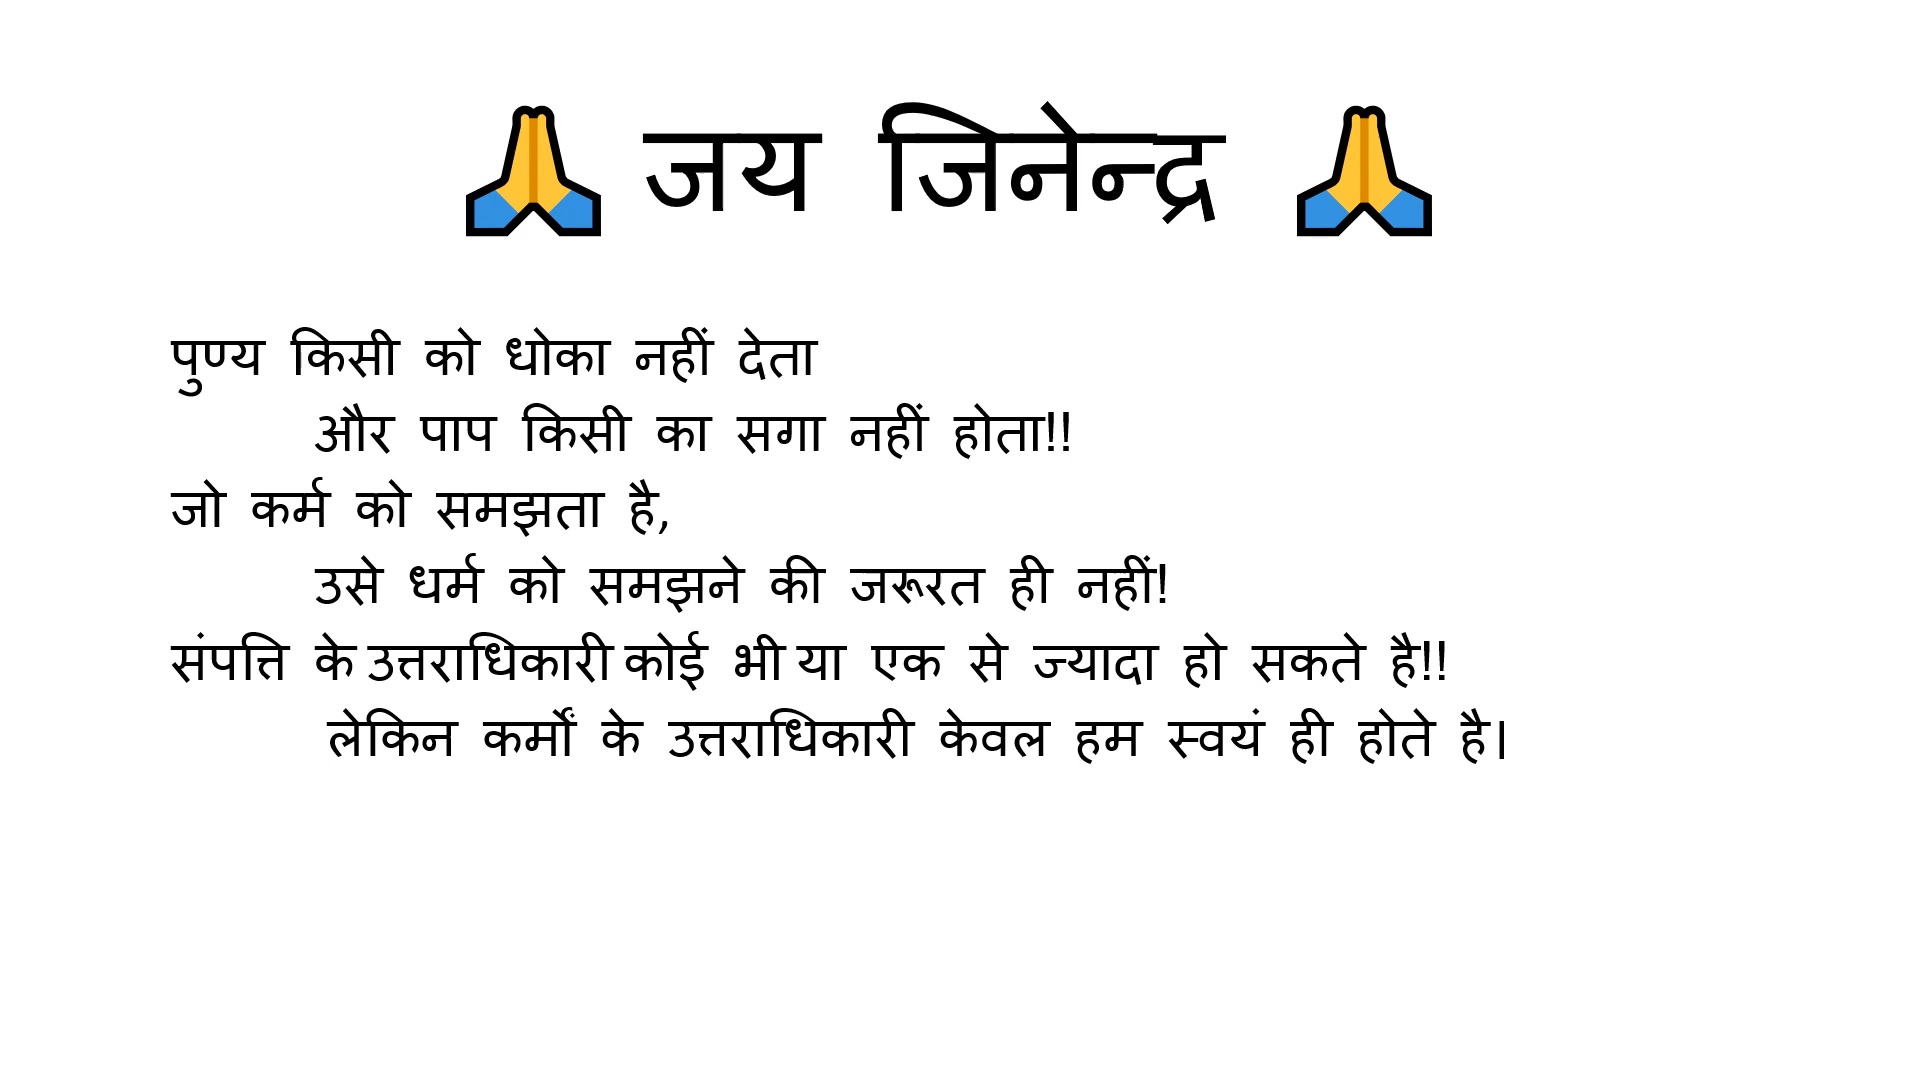 🙏 जय जिनेन्द्र 🙏
पुण्य किसी को धोका नहीं देता
और पाप किसी का सगा नहीं होता!!
जो कर्म को समझता है,
उसे धर्म को समझने की जरूरत ही नहीं!
संपत्ति के उत्तराधिकारी कोई भी या एक से ज्यादा हो सकते है!!
लेकिन कर्मों के उत्तराधिकारी केवल हम स्वयं ही होते है।